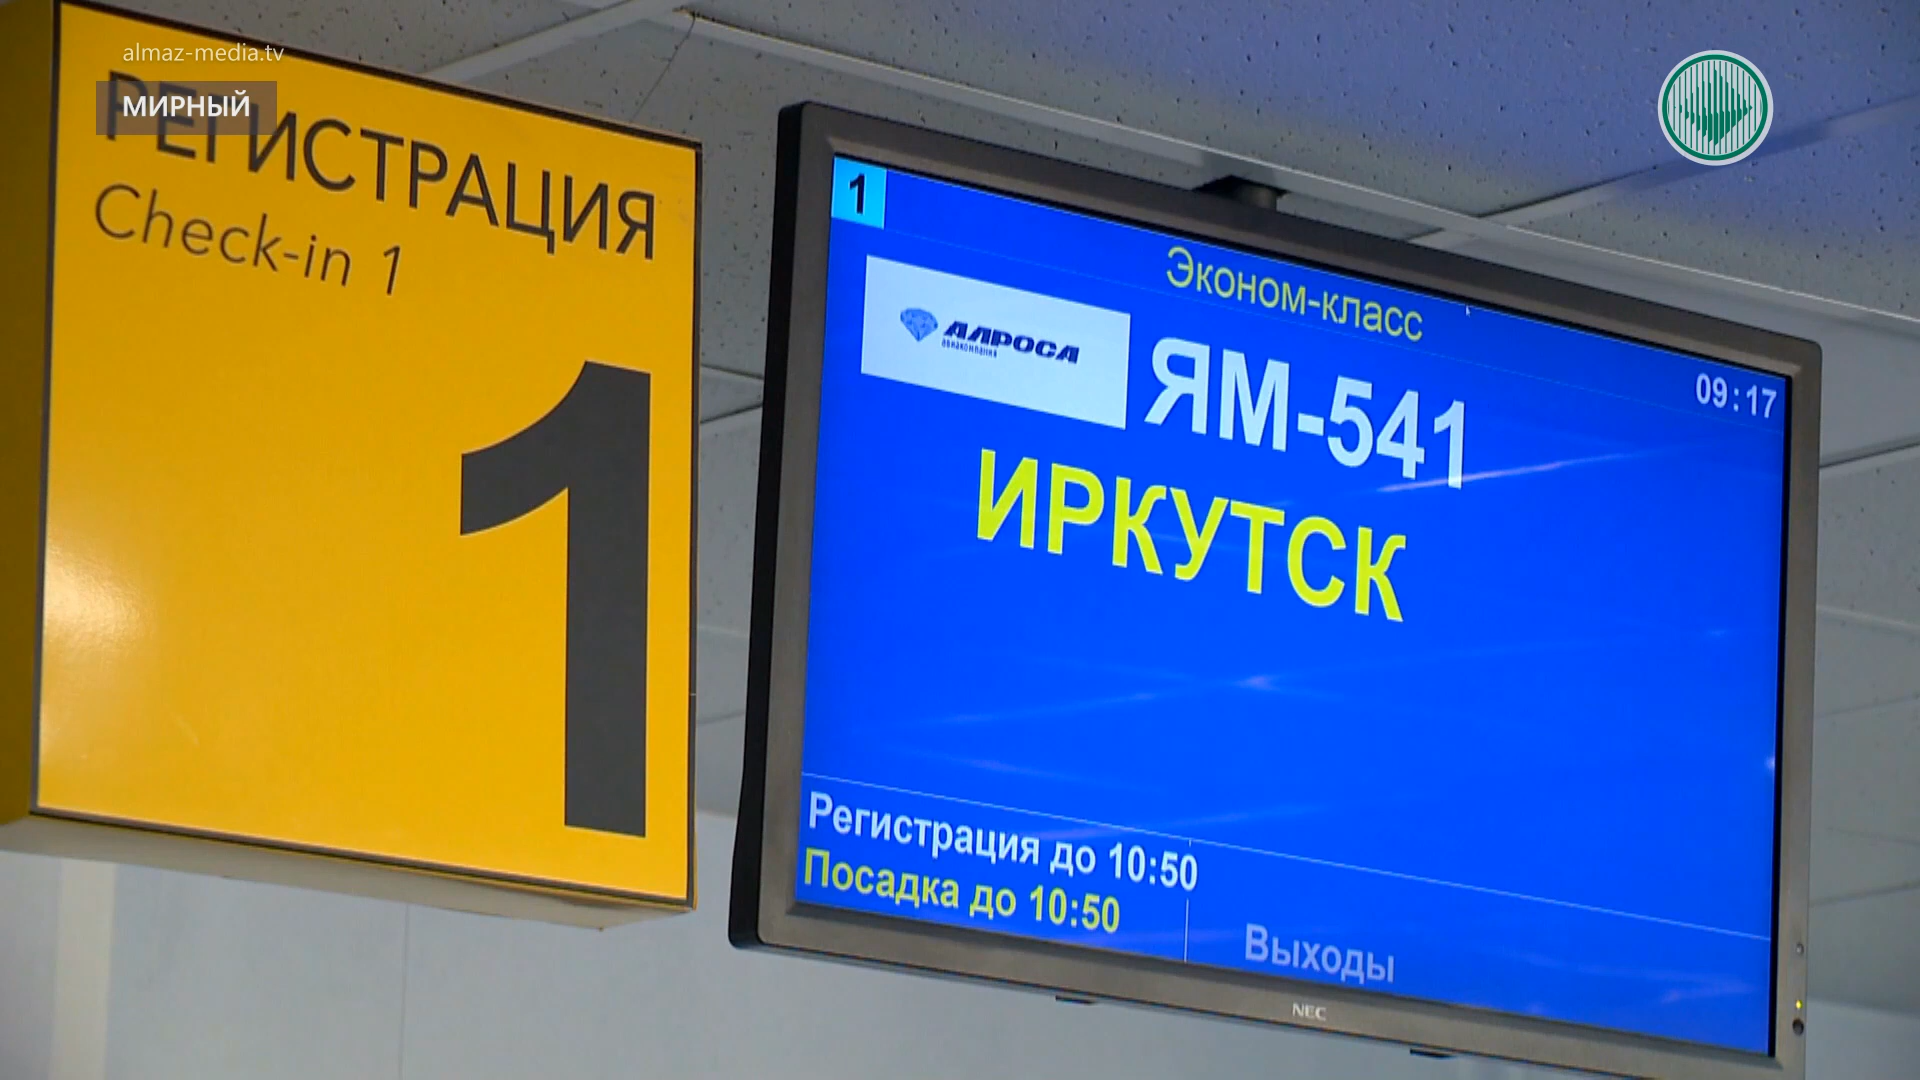 almaz-media.tv
МИРНЫЙ
РЕГИСТРАЦИЯ
Check-in 1
1
1
Эконом-класс
09:17
АЛРОСА
авиакомпания
ЯМ-541
ИРКУТСК
Регистрация до 10:50
Посадка до 10:50
Выходы
NEC